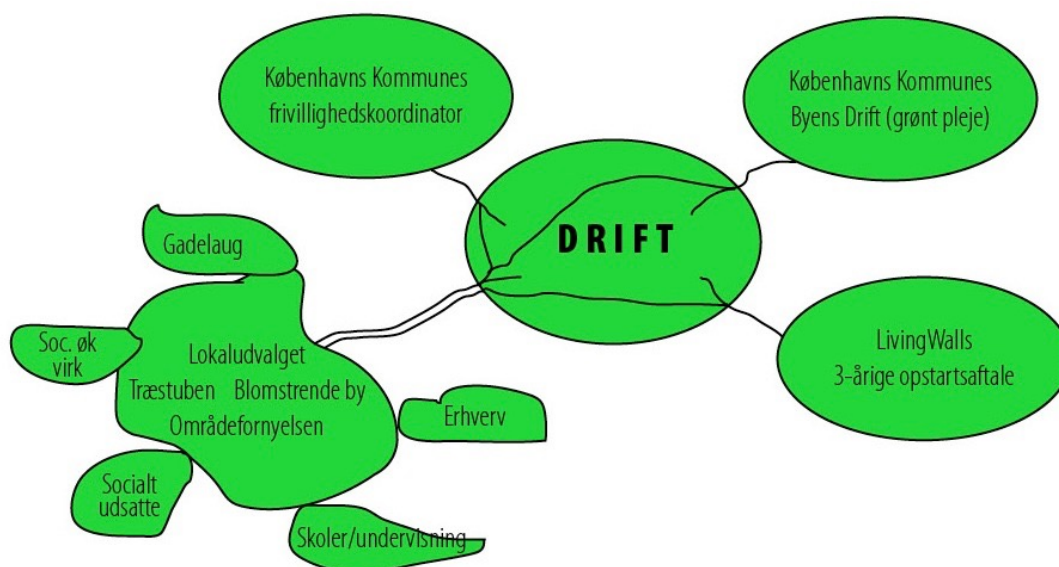 Københavns Kommunes
frivillighedskoordinator
Københavns Kommunes
Byens Drift (grønt pleje)
DRIFT
Gadelaug
Soc. øk
virk
Lokaludvalget
Træstuben Blomstrende by
Områdefornyelsen
LivingWalls
3-årige opstartsaftale
Erhverv
Socialt
udsatte
Skoler/undervisning